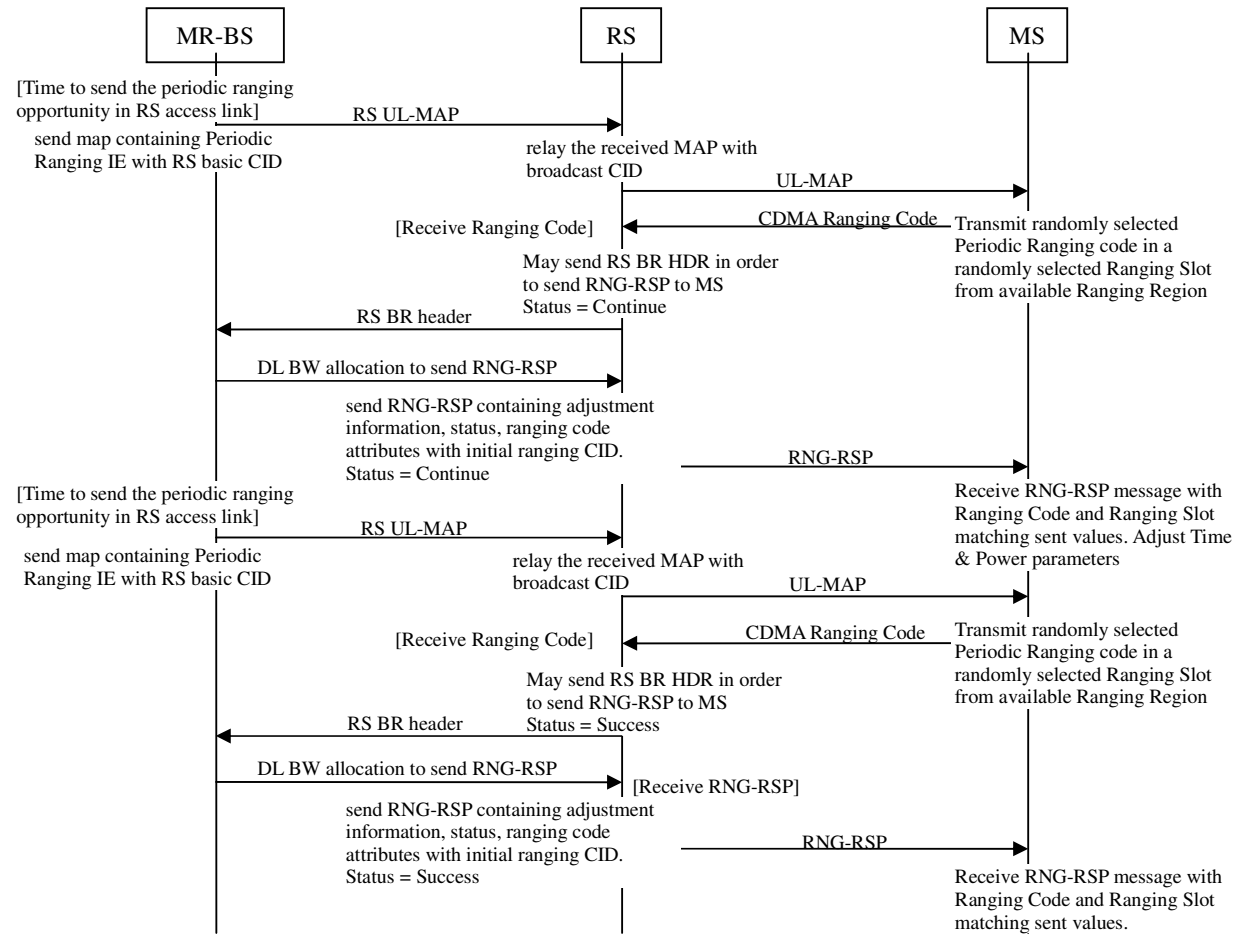 MR-BS
RS
MS
[Time to send the periodic ranging
opportunity in RS access link]
RS UL-MAP
send map containing Periodic
Ranging IE with RS basic CID
relay the received MAP with
broadcast CID
UL-MAP
CDMA Ranging Code
[Receive Ranging Code]
Transmit randomly selected
Periodic Ranging code in a
randomly selected Ranging Slot
from available Ranging Region
May send RS BR HDR in order
to send RNG-RSP to MS
Status = Continue
RS BR header
DL BW allocation to send RNG-RSP
send RNG-RSP containing adjustment
information, status, ranging code
attributes with initial ranging CID.
Status = Continue
RNG-RSP
Receive RNG-RSP message with
Ranging Code and Ranging Slot
matching sent values. Adjust Time
& Power parameters
[Time to send the periodic ranging
opportunity in RS access link]
RS UL-MAP
send map containing Periodic
Ranging IE with RS basic CID
relay the received MAP with
broadcast CID
UL-MAP
CDMA Ranging Code
[Receive Ranging Code]
Transmit randomly selected
Periodic Ranging code in a
randomly selected Ranging Slot
from available Ranging Region
May send RS BR HDR in order
to send RNG-RSP to MS
Status = Success
RS BR header
DL BW allocation to send RNG-RSP
[Receive RNG-RSP]
send RNG-RSP containing adjustment
information, status, ranging code
attributes with initial ranging CID.
Status = Success
RNG-RSP
Receive RNG-RSP message with
Ranging Code and Ranging Slot
matching sent values.